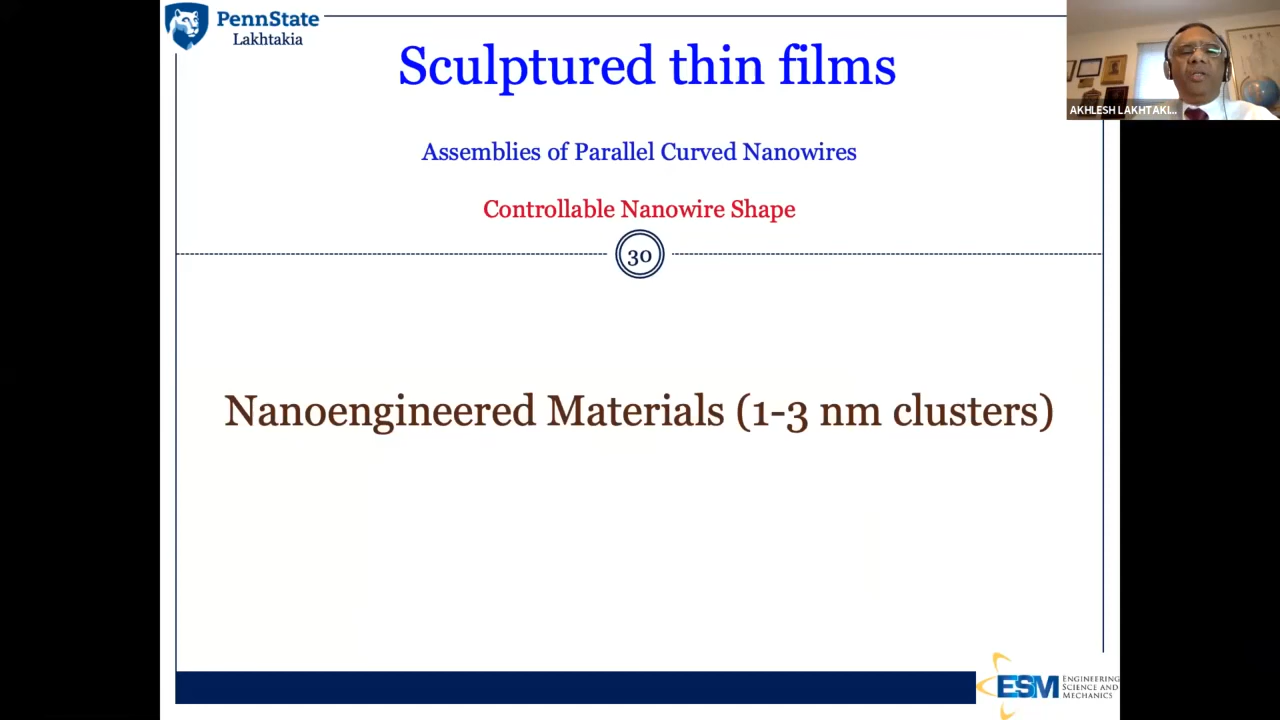 PennState
Lakhtakia
Sculptured thin films
AKHLESH LAKHTAKI...
Assemblies of Parallel Curved Nanowires
Controllable Nanowire Shape
30
Nanoengineered Materials (1-3 nm clusters)
ESM ENGINEERING
SCIENCE AND
MECHANICS